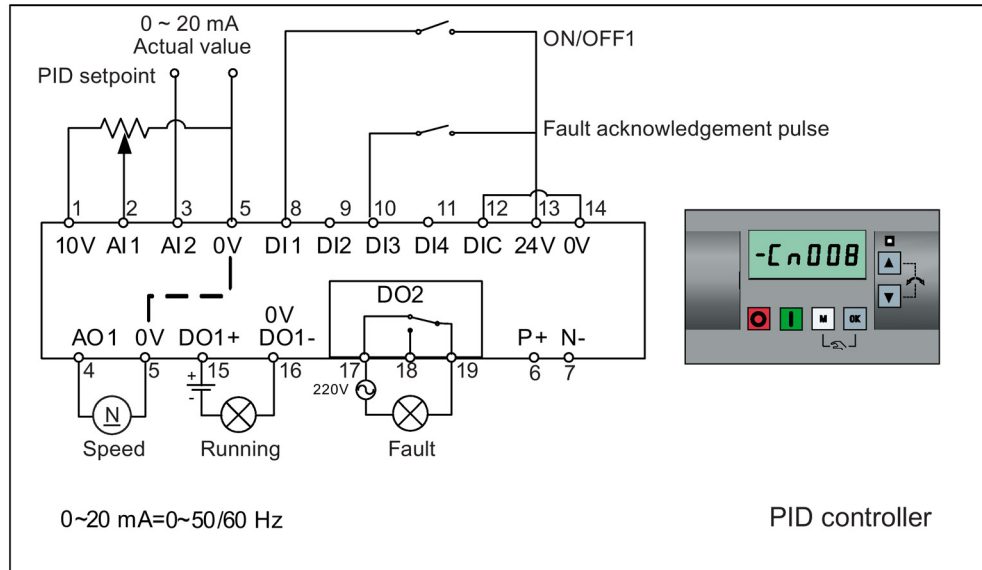 0 ~ 20 mA
Actual value
PID setpoint
ON/OFF1
Fault acknowledgement pulse
1 2 3 5 8 9 10 11 12 13 14
10V AI1 AI2 0V DI1 DI2 DI3 DI4 DIC 24V 0V
-Cn008
M OK
DO2
0V
AO1 0V DO1+ DO1- P+ N-
4 5 15 16 17 18 19 6 7
+
-
220V
N
Speed Running Fault
0~20 mA=0~50/60 Hz
PID controller